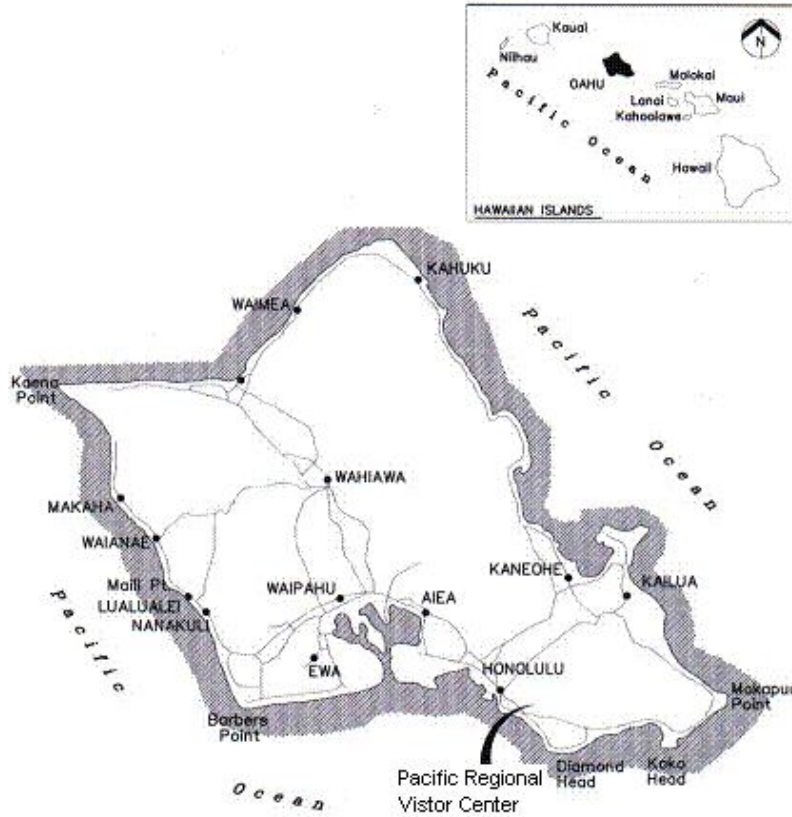 Kauai
N
Niihau
OAHU
Molokai
Lanai
Maui
Kahoolawe
Pacific Ocean
Hawaii
HAWAIIAN ISLANDS
KAHUKU
WAIMEA
Pacific Ocean
Kaena
Point
WAHIAWA
MAKAHA
WAIANAE
KANEOHE
Maili Pt.
WAIPAHU
AIEA
KAILUA
LUALUALEI
NANAKULI
Pacific
EWA
HONOLULU
Makapuu
Point
Barbers
Point
Diamond
Head
Koko
Head
Pacific Regional
Vistor Center
Ocean